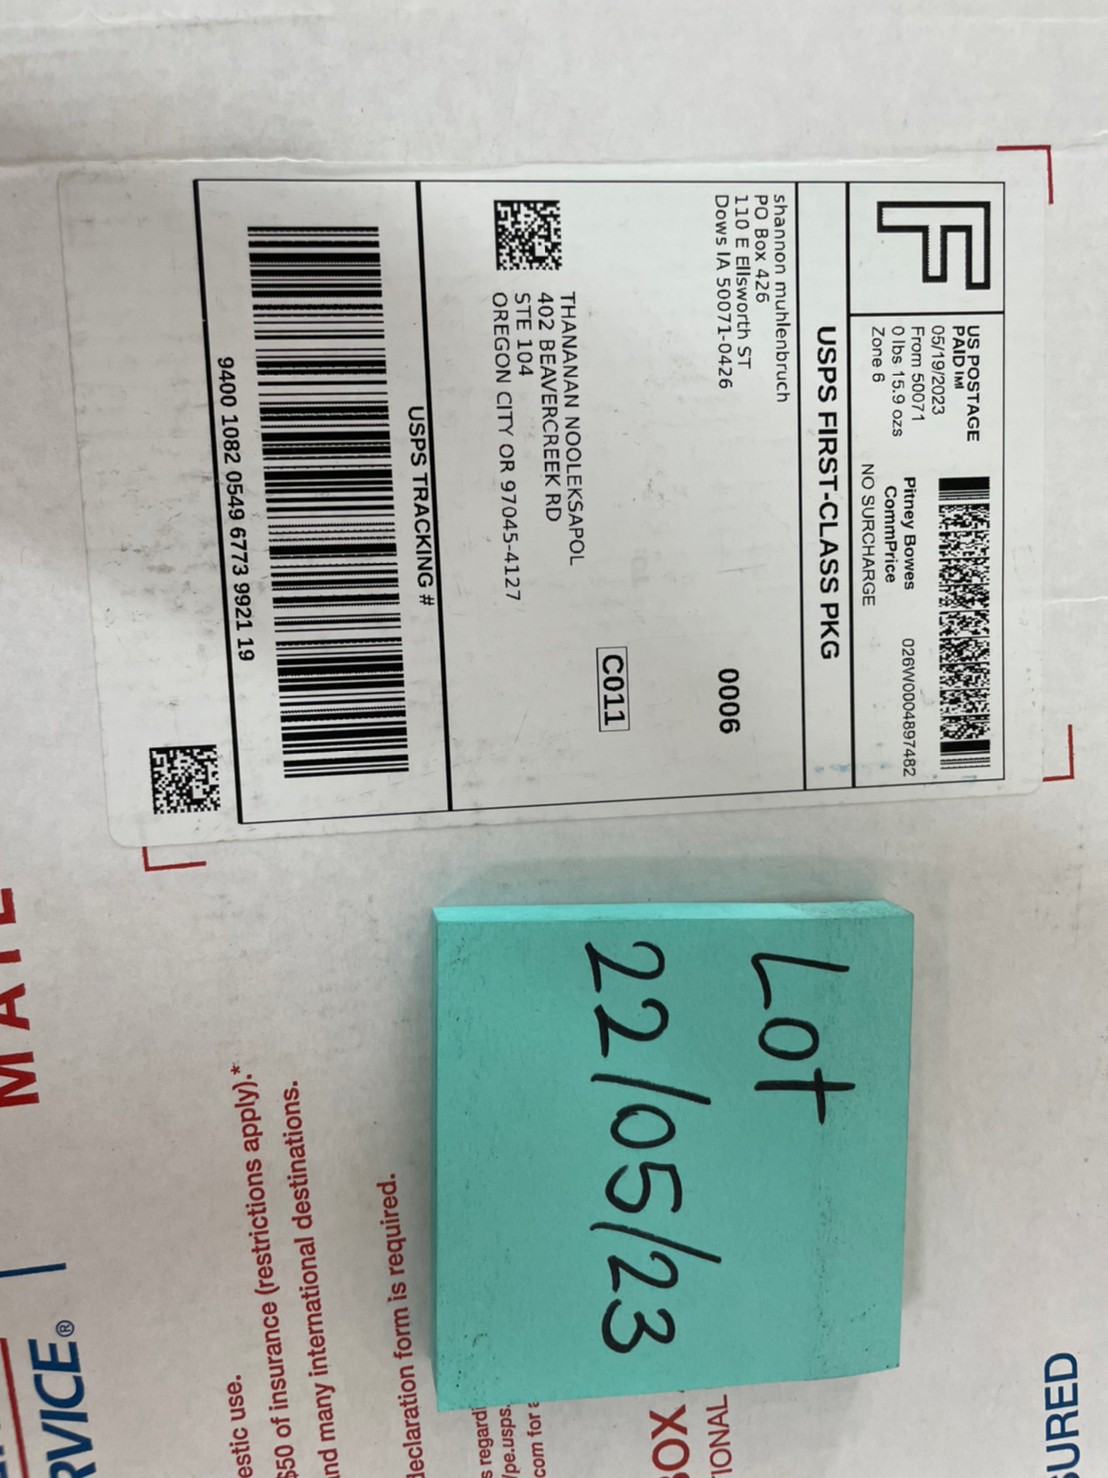 F
US POSTAGE
PAID IMI
05/19/2023
From 50071
0 lbs 15.9 ozs
Zone 6
Pitney Bowes
CommPrice
NO SURCHARGE
026W0004897482
USPS FIRST-CLASS PKG
shannon muhlenbruch
PO Box 426
110 E Ellsworth ST
Dows IA 50071-0426
0006
C011
THANANAN NOOLEKSAPOL
402 BEAVERCREEK RD
STE 104
OREGON CITY OR 97045-4127
USPS TRACKING #
9400 1082 0549 6773 9921 19
Lot
22/05/23
estic use.
$50 of insurance (restrictions apply).*
nd many international destinations.
declaration form is required.
s regardi
/pe.usps.
com for a
OX
IONAL
SURED
MAIL
RVICE®